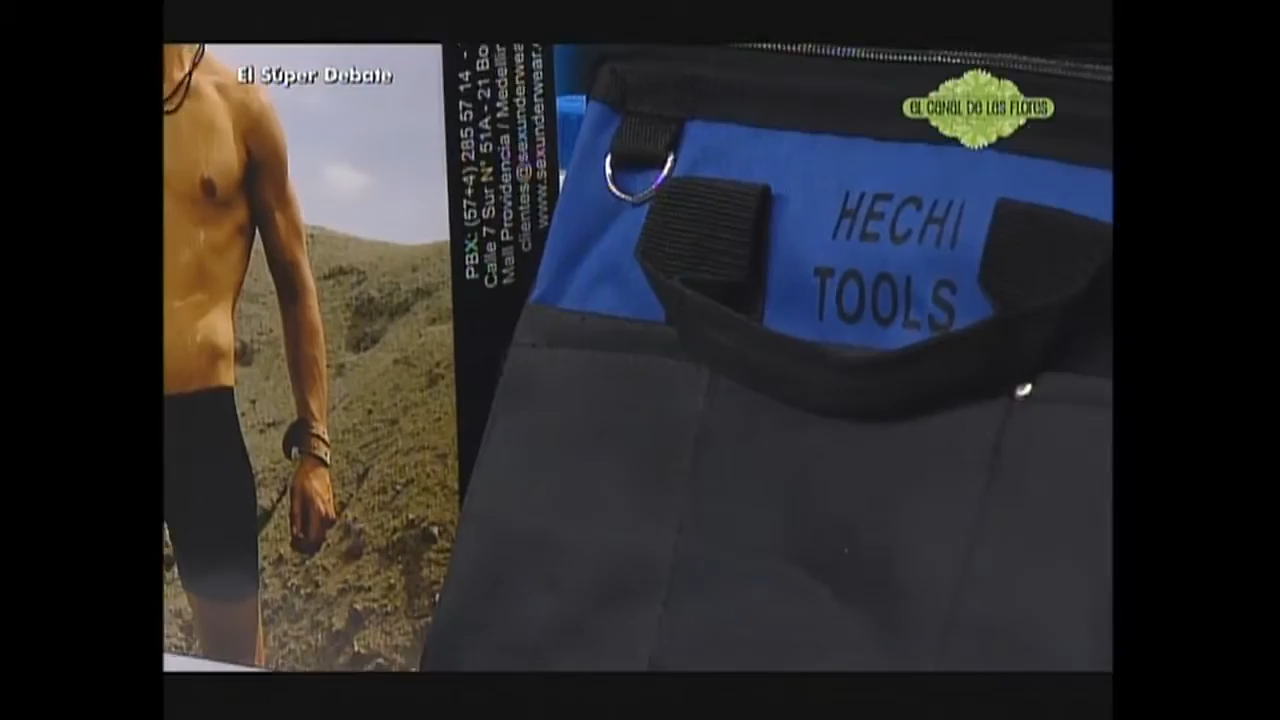 El Súper Debate
EL CANAL DE LAS FLORES
PBX: (57+4) 285 57 14 -
Calle 7 Sur N° 51A - 21
Mall Providencia / Medellín
clientes@sexunderwear.
www.sexunderwear.
HECHI
TOOLS